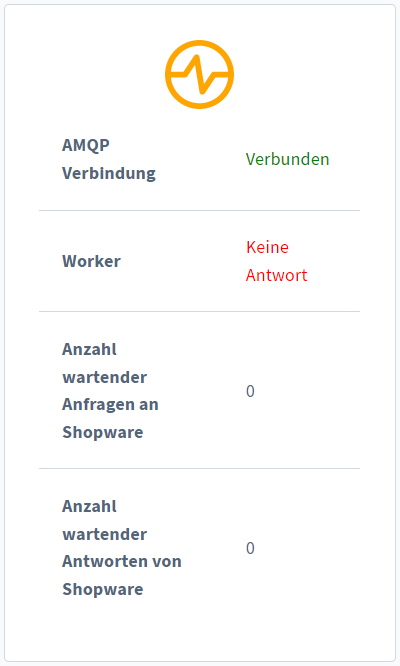 AMQP
Verbindung
Verbunden
Worker
Keine
Antwort
Anzahl
wartender
Anfragen an
Shopware
0
Anzahl
wartender
Antworten von
Shopware
0